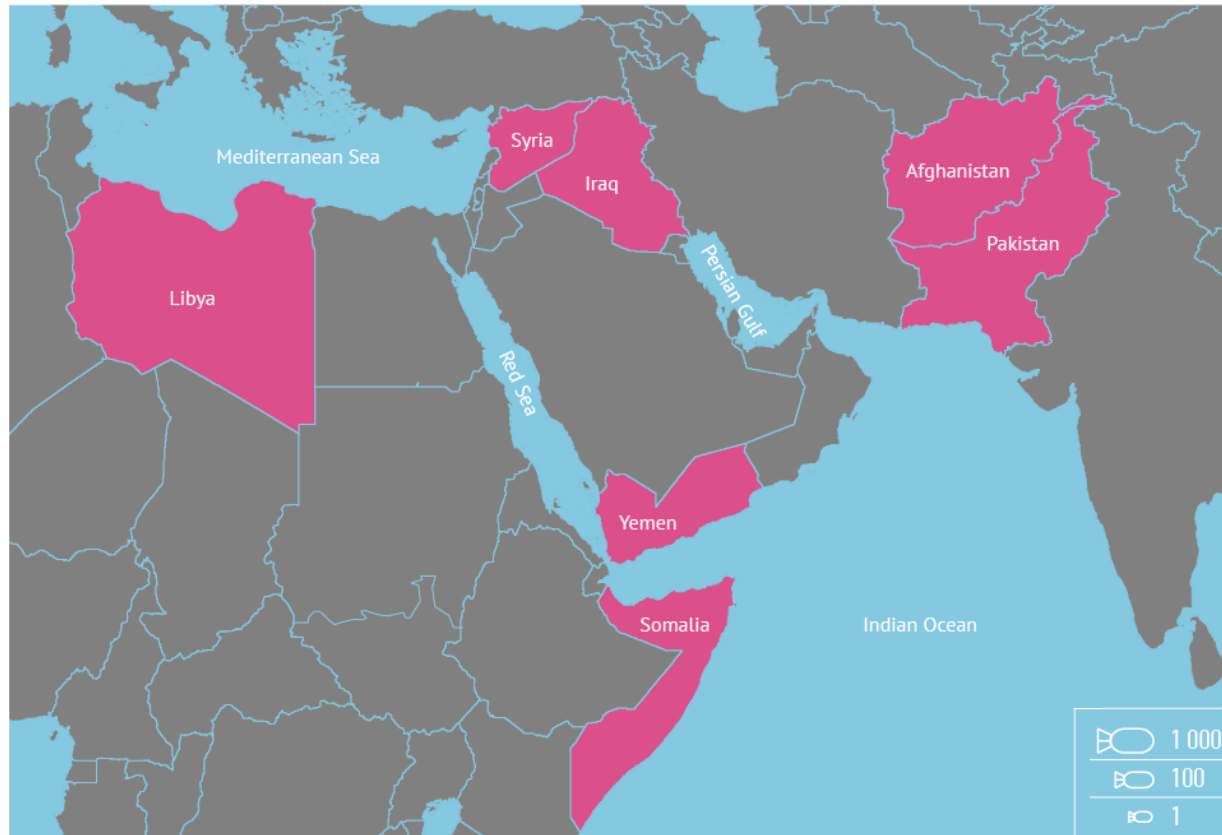 Syria
Mediterranean Sea
Iraq
Afghanistan
Pakistan
Persian Gulf
Libya
Red Sea
Yemen
Somalia
Indian Ocean
1 000
100
1